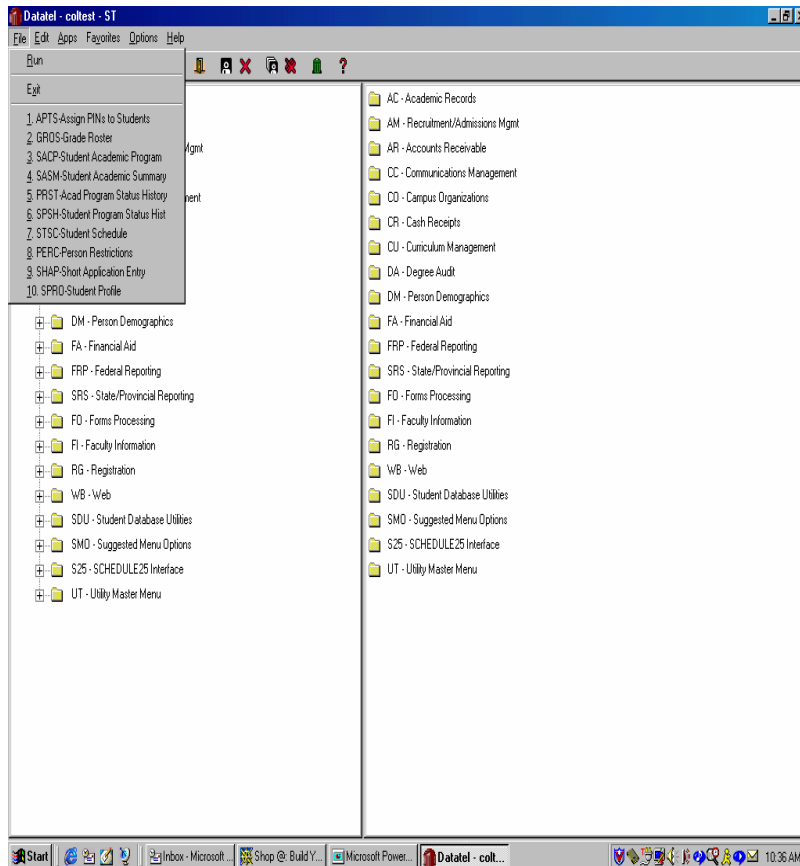 Datatel - coltest - ST
File Edit Apps Favorites Options Help
Run
Exit
1. APTS-Assign PINs to Students
2. GROS-Grade Roster
3. SACP-Student Academic Program
4. SASM-Student Academic Summary
5. PRST-Acad Program Status History
6. SPSH-Student Program Status Hist
7. STSC-Student Schedule
8. PERC-Person Restrictions
9. SHAP-Short Application Entry
10. SPRO-Student Profile
Mgmt
ment
DM - Person Demographics
FA - Financial Aid
FRP - Federal Reporting
SRS - State/Provincial Reporting
FO - Forms Processing
FI - Faculty Information
RG - Registration
WB - Web
SDU - Student Database Utilities
SMO - Suggested Menu Options
S25 - SCHEDULE25 Interface
UT - Utility Master Menu
AC - Academic Records
AM - Recruitment/Admissions Mgmt
AR - Accounts Receivable
CC - Communications Management
CO - Campus Organizations
CR - Cash Receipts
CU - Curriculum Management
DA - Degree Audit
DM - Person Demographics
FA - Financial Aid
FRP - Federal Reporting
SRS - State/Provincial Reporting
FO - Forms Processing
FI - Faculty Information
RG - Registration
WB - Web
SDU - Student Database Utilities
SMO - Suggested Menu Options
S25 - SCHEDULE25 Interface
UT - Utility Master Menu
Start Inbox - Microsoft ... Shop @: Build Y... Microsoft Power... Datatel - colt... 10:36 AM